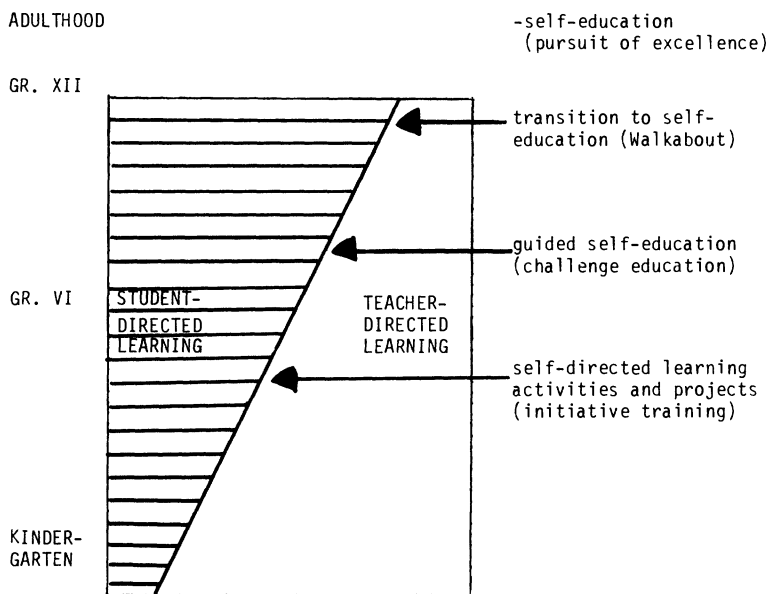 ADULTHOOD
-self-education
(pursuit of excellence)
GR. XII
transition to self-
education (Walkabout)
guided self-education
(challenge education)
GR. VI
STUDENT-
DIRECTED
LEARNING
TEACHER-
DIRECTED
LEARNING
self-directed learning
activities and projects
(initiative training)
KINDER-
GARTEN